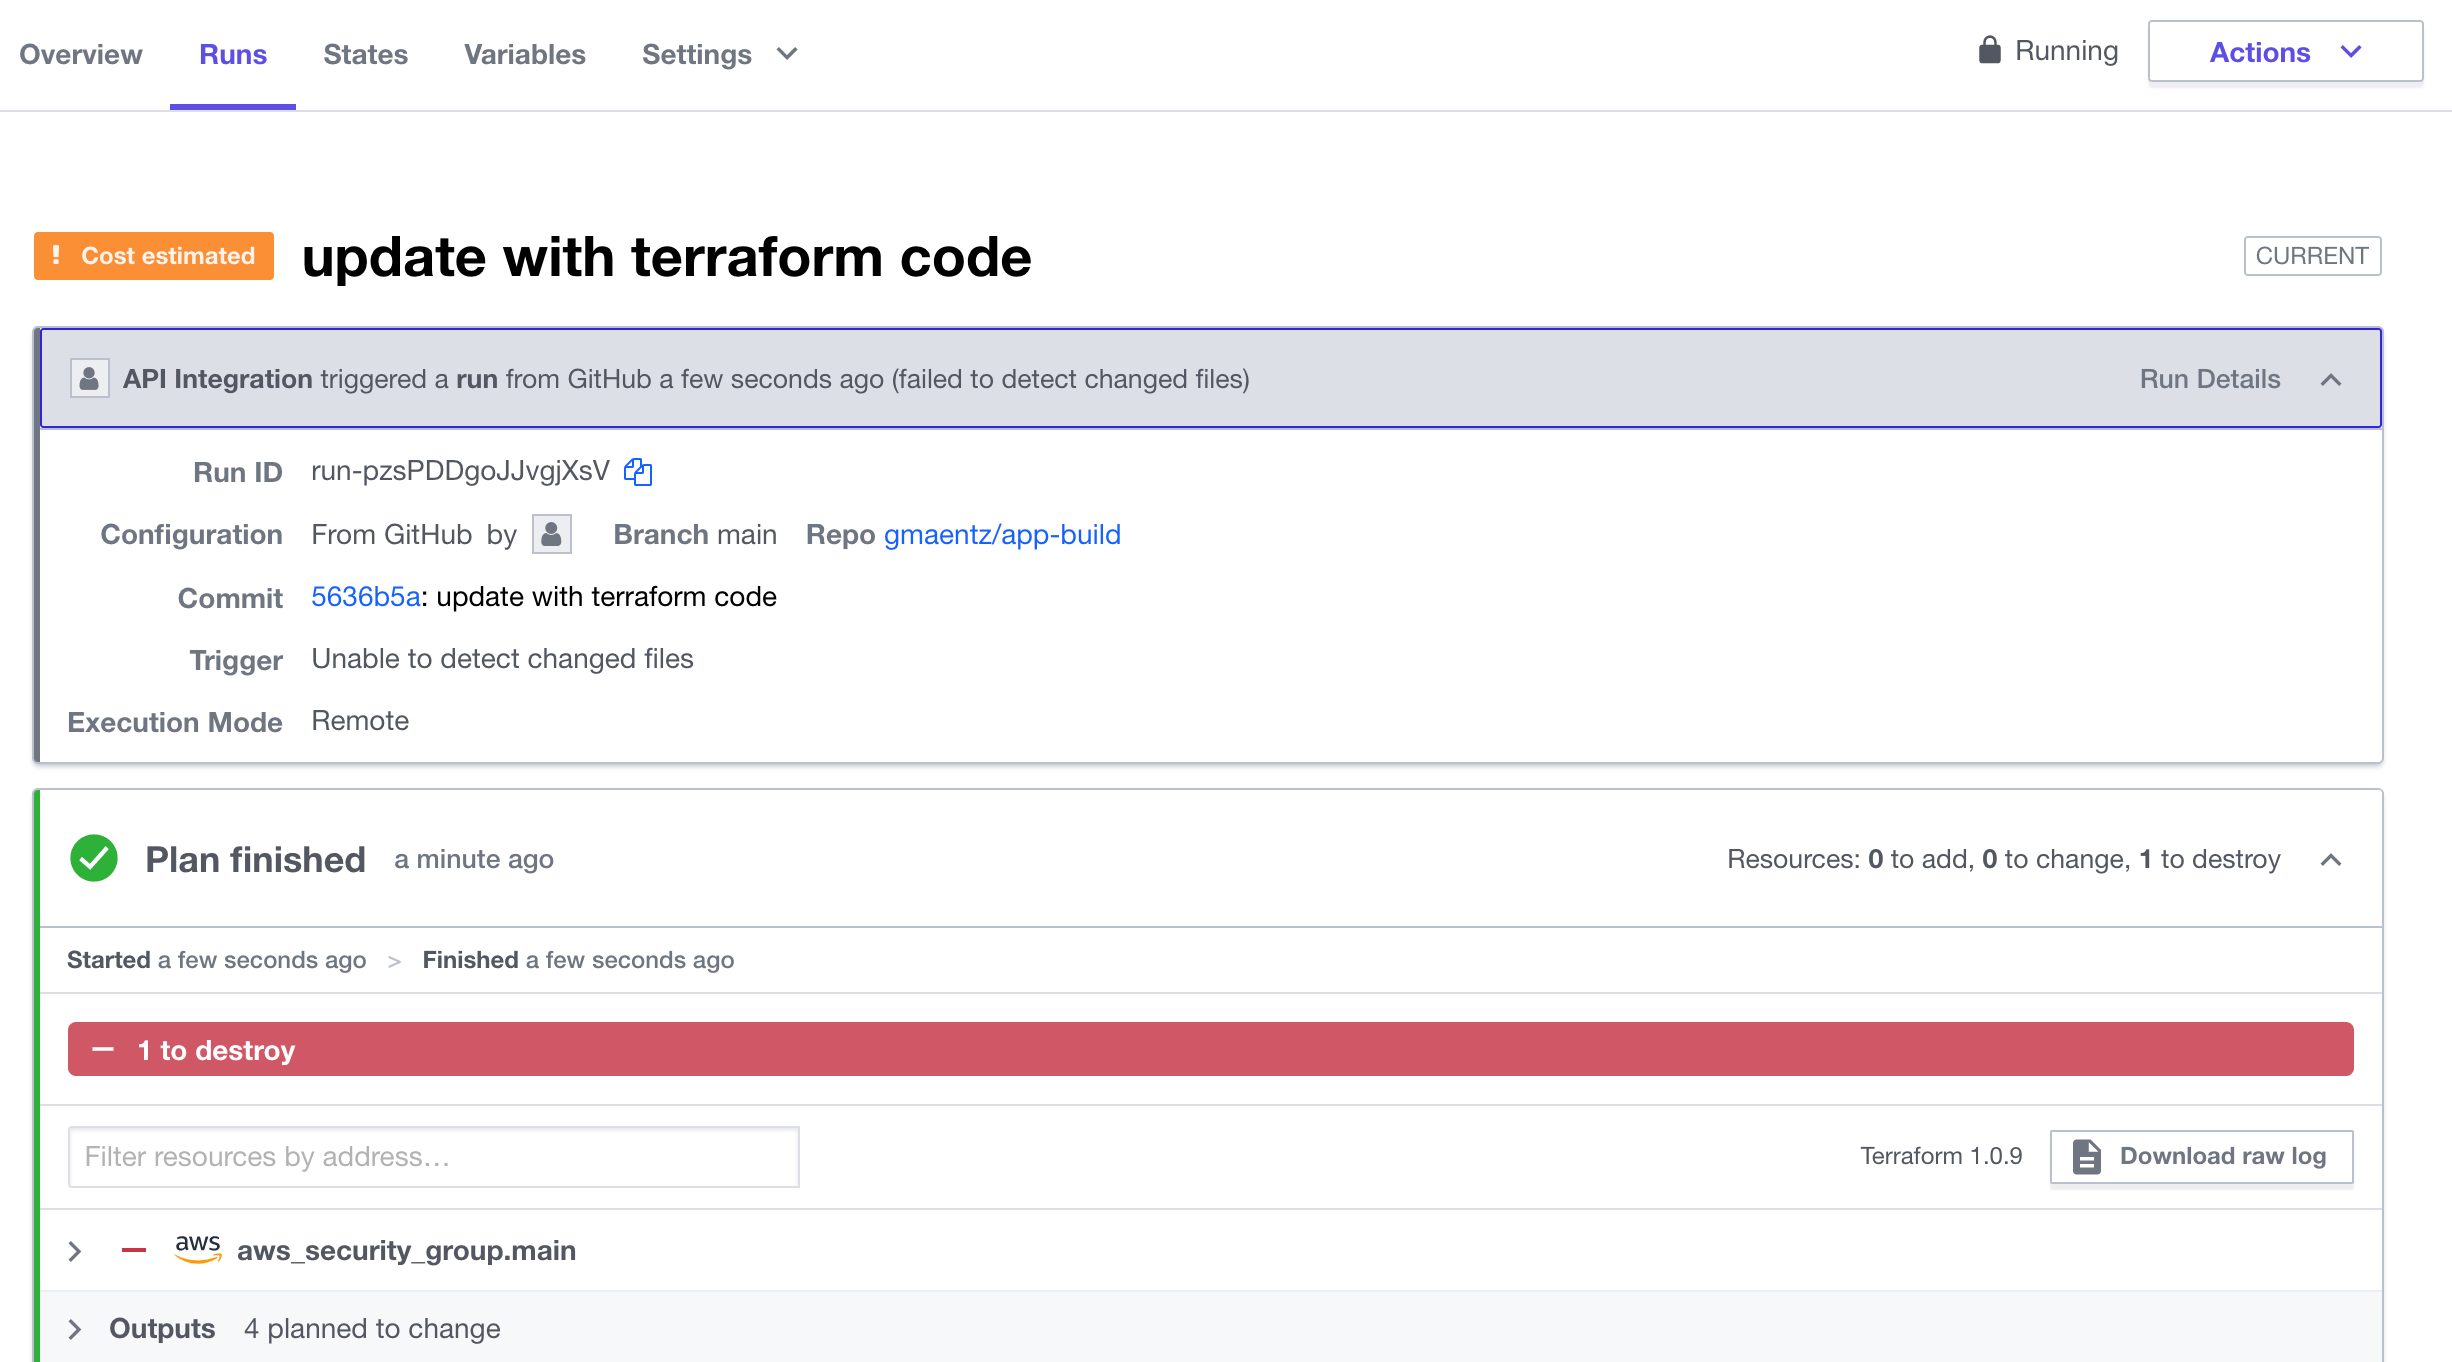 Overview Runs States Variables Settings Running Actions
! Cost estimated update with terraform code CURRENT
API Integration triggered a run from GitHub a few seconds ago (failed to detect changed files) Run Details
Run ID run-pzsPDDgoJJvgjXsV
Configuration From GitHub by Branch main Repo gmaentz/app-build
Commit 5636b5a: update with terraform code
Trigger Unable to detect changed files
Execution Mode Remote
Plan finished a minute ago Resources: 0 to add, 0 to change, 1 to destroy
Started a few seconds ago > Finished a few seconds ago
1 to destroy
Filter resources by address… Terraform 1.0.9 Download raw log
aws aws_security_group.main
Outputs 4 planned to change